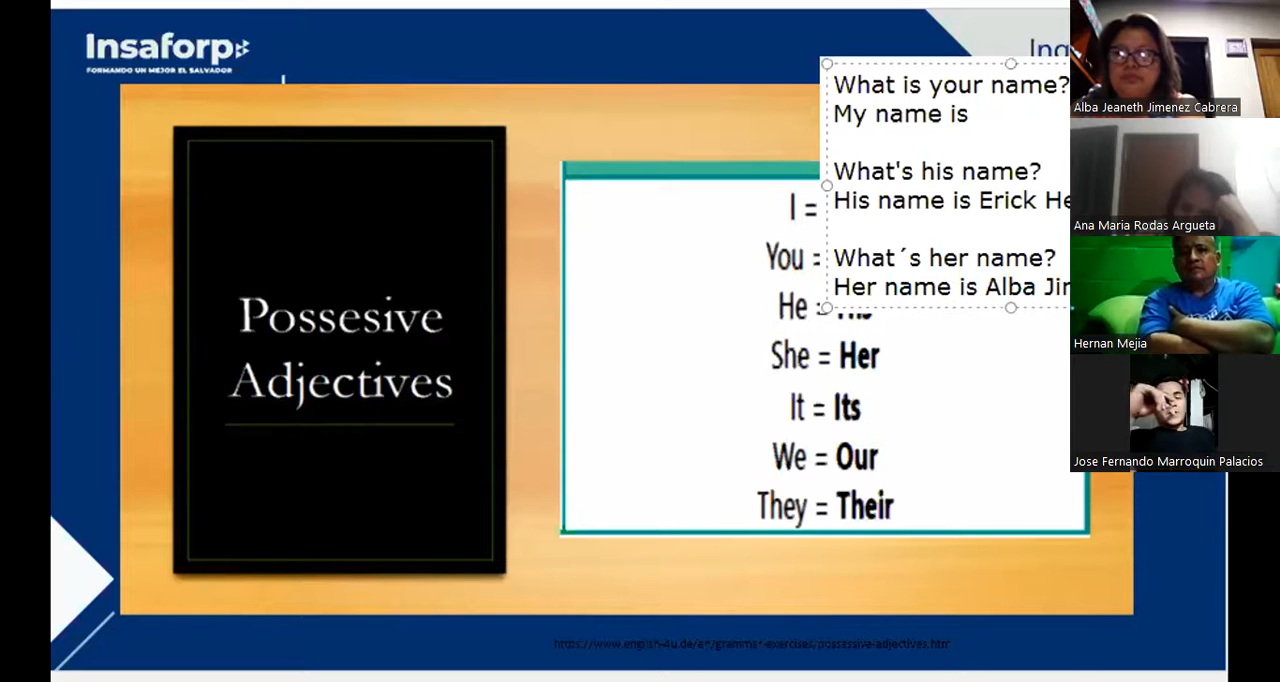 Insaforp
FORMANDO UN MEJOR EL SALVADOR
What is your name?
My name is
What's his name?
His name is Erick He
What´s her name?
Her name is Alba Jir
Possesive
Adjectives
I =
You =
He =
She = Her
It = Its
We = Our
They = Their
Alba Jeaneth Jimenez Cabrera
Ana Maria Rodas Argueta
Hernan Mejia
Jose Fernando Marroquin Palacios